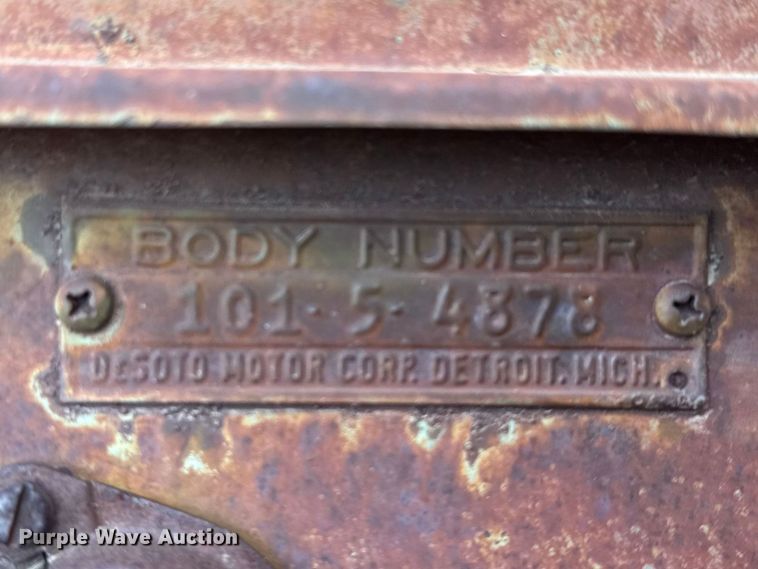 BODY NUMBER
101-5-4878
DeSOTO MOTOR CORP. DETROIT. MICH.
Purple Wave Auction